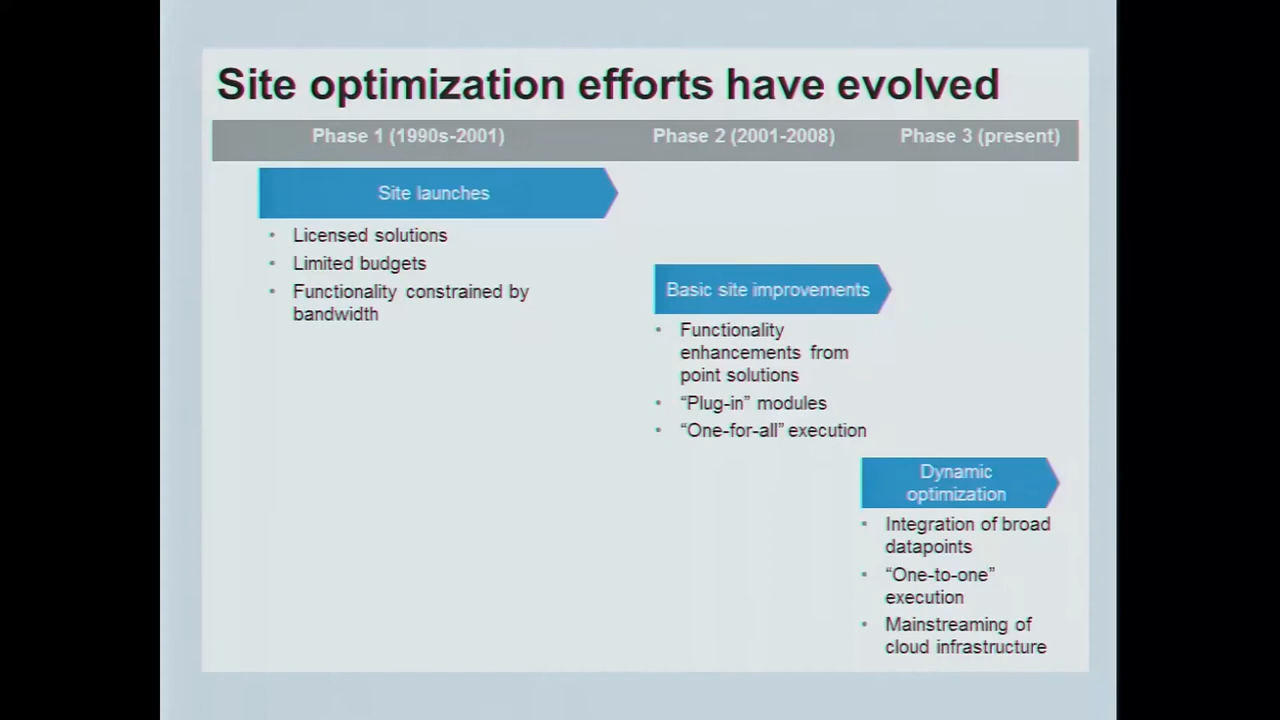 Site optimization efforts have evolved
Phase 1 (1990s-2001) Phase 2 (2001-2008) Phase 3 (present)
Site launches
• Licensed solutions
• Limited budgets
• Functionality constrained by
bandwidth
Basic site improvements
• Functionality
enhancements from
point solutions
• “Plug-in” modules
• “One-for-all” execution
Dynamic
optimization
• Integration of broad
datapoints
• “One-to-one”
execution
• Mainstreaming of
cloud infrastructure